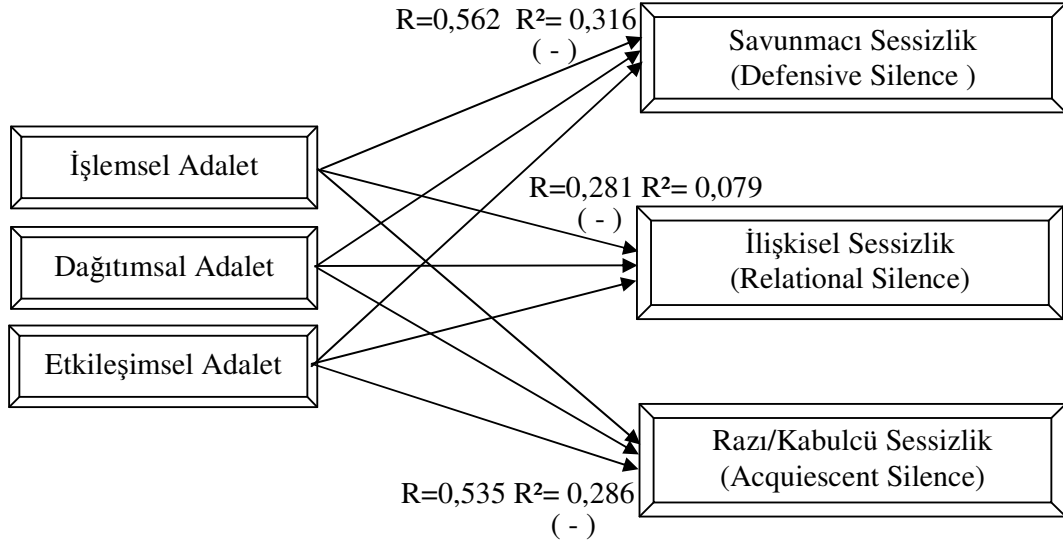 R=0,562 R²= 0,316
( - )
Savunmacı Sessizlik
(Defensive Silence )
İşlemsel Adalet
R=0,281 R²= 0,079
( - )
Dağıtımsal Adalet
İlişkisel Sessizlik
(Relational Silence)
Etkileşimsel Adalet
Razı/Kabulcü Sessizlik
(Acquiescent Silence)
R=0,535 R²= 0,286
( - )